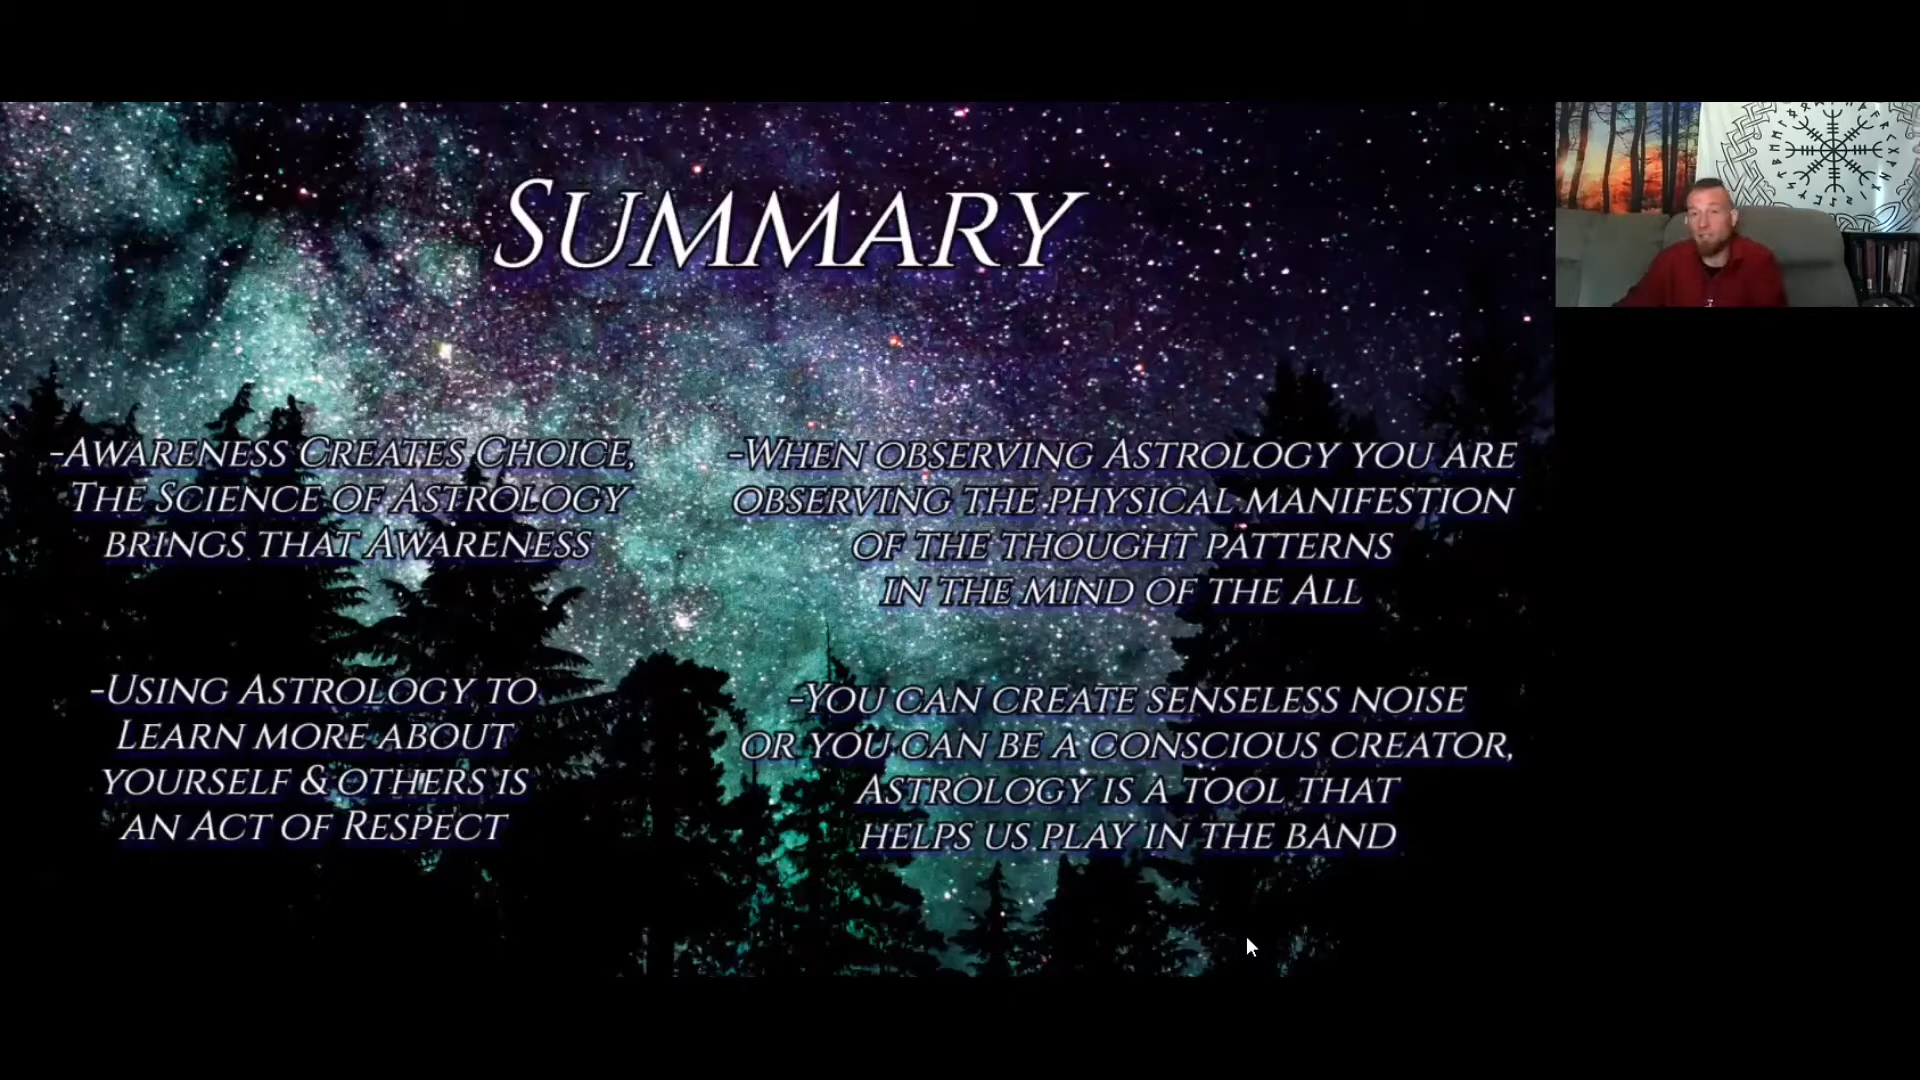 Summary
-Awareness Creates Choice,
The Science of Astrology
brings that Awareness
-When observing Astrology you are
observing the physical manifestion
of the thought patterns
in the mind of the All
-Using Astrology to
Learn more about
yourself & others is
an Act of Respect
-You can create senseless noise
or you can be a conscious creator,
Astrology is a tool that
helps us play in the band